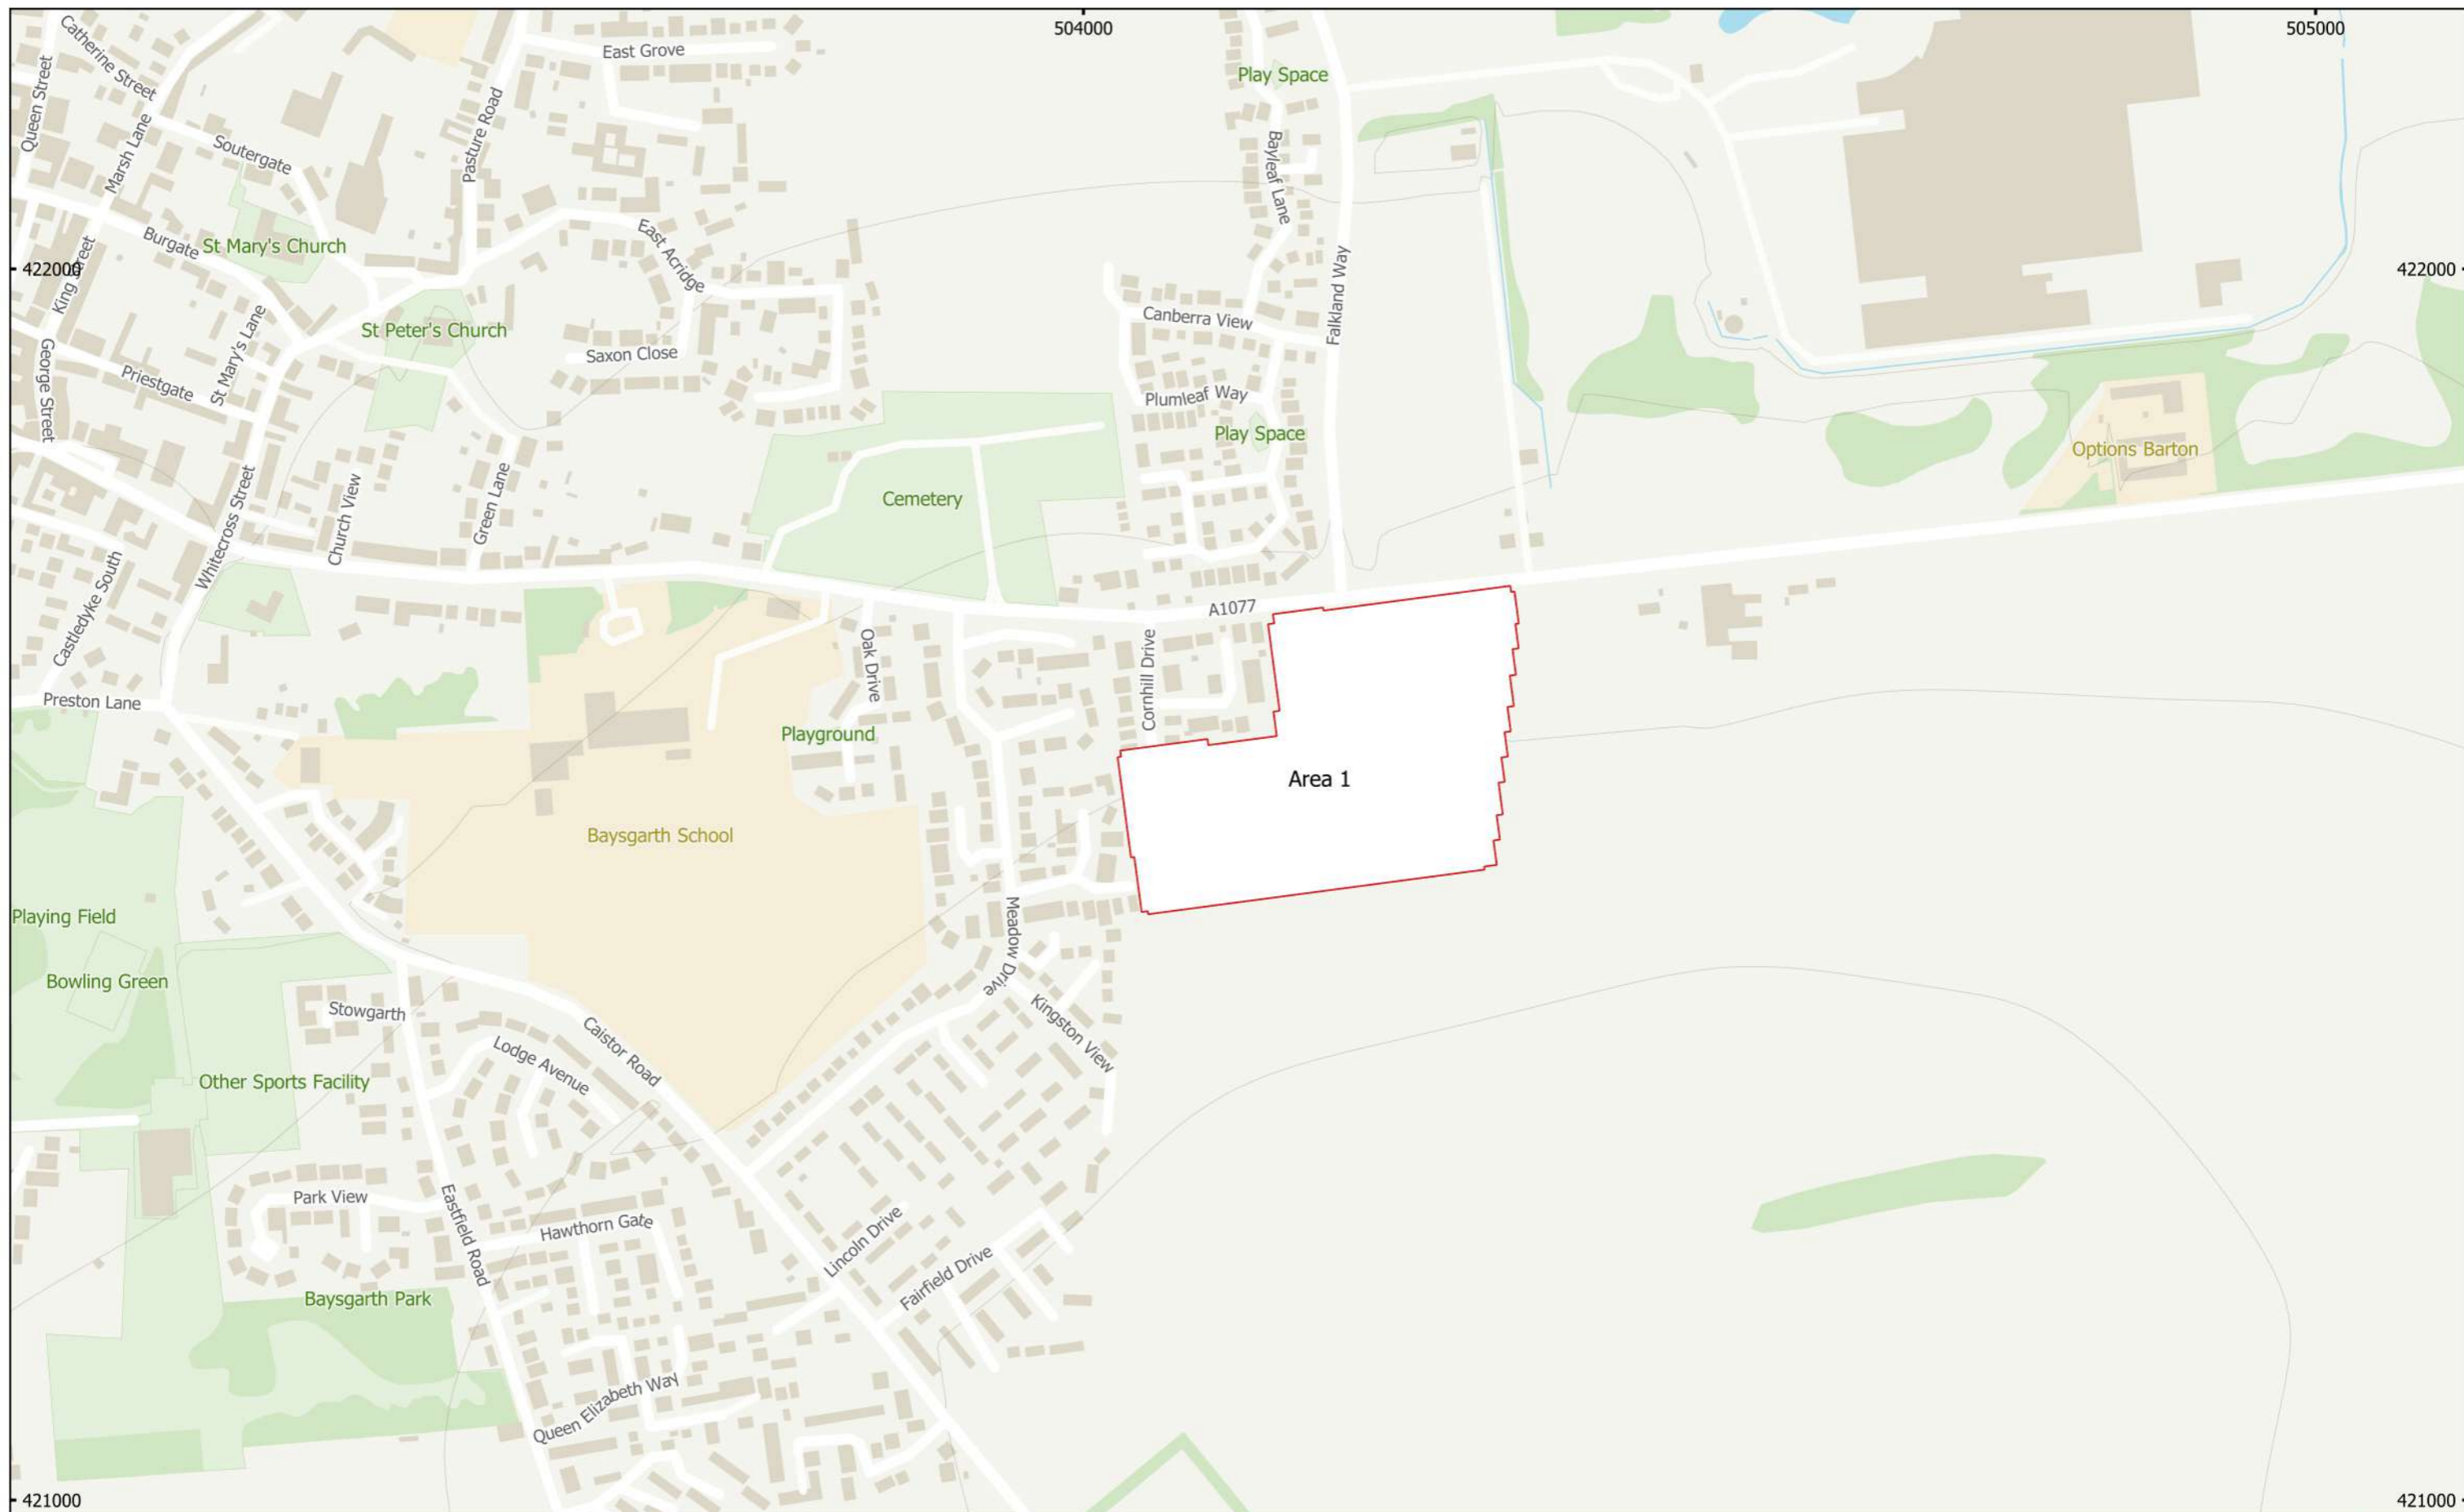 504000
505000
Catherine Street
East Grove
Play Space
Queen Street
Pasture Road
Marsh Lane
Soutergate
Bayleaf Lane
East Acridge
Burgate
St Mary's Church
King Street
422000
422000
Falkland Way
Canberra View
St Peter's Church
St Mary's Lane
Saxon Close
George Street
Priestgate
Plumleaf Way
Play Space
Options Barton
Cemetery
Green Lane
Church View
Whitecross Street
Castledyke South
A1077
Oak Drive
Cornhill Drive
Preston Lane
Playground
Area 1
Baysgarth School
Playing Field
Meadow Drive
Bowling Green
Stowgarth
Kingston View
Caistor Road
Lodge Avenue
Other Sports Facility
Park View
Eastfield Road
Hawthorn Gate
Lincoln Drive
Fairfield Drive
Baysgarth Park
Queen Elizabeth Way
421000
421000